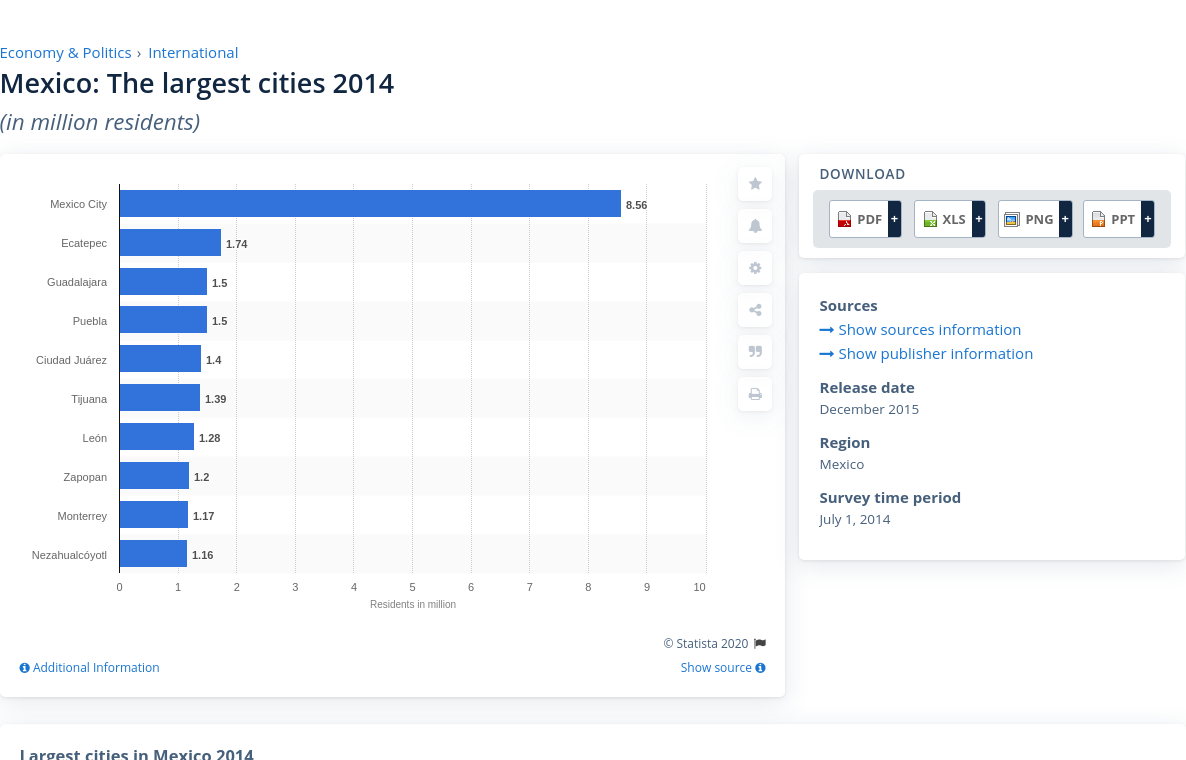 Economy & Politics › International
Mexico: The largest cities 2014
(in million residents)
Mexico City 8.56
Ecatepec 1.74
Guadalajara 1.5
Puebla 1.5
Ciudad Juárez 1.4
Tijuana 1.39
León 1.28
Zapopan 1.2
Monterrey 1.17
Nezahualcóyotl 1.16
0 1 2 3 4 5 6 7 8 9 10
Residents in million
© Statista 2020
Additional Information
Show source
DOWNLOAD
PDF + XLS + PNG + PPT +
Sources
Show sources information
Show publisher information
Release date
December 2015
Region
Mexico
Survey time period
July 1, 2014
Largest cities in Mexico 2014